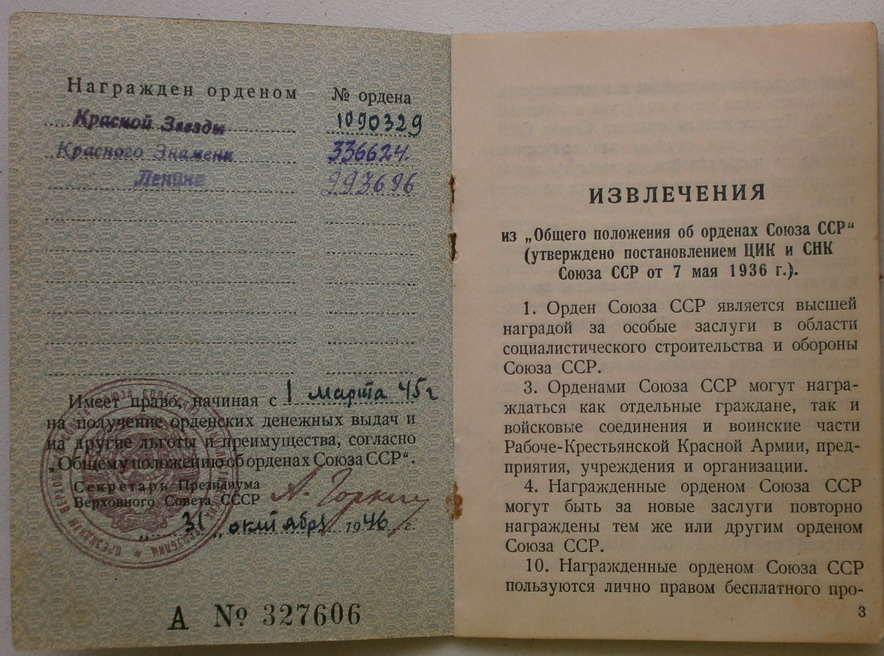 Награжден орденом № ордена
Красной Звезды 1090329
Красного Знамени 336624.
Ленина 293696
Имеет право, начиная с 1 марта 45 г
на получение орденских денежных выдач и
на другие льготы и преимущества, согласно
„Общему положению об орденах Союза ССР“.
Секретарь Президиума
Верховного Совета СССР А. Горкин
„31„ октября 1946 г.
А № 327606
ИЗВЛЕЧЕНИЯ
из „Общего положения об орденах Союза ССР“
(утверждено постановлением ЦИК и СНК
Союза ССР от 7 мая 1936 г.).
1. Орден Союза ССР является высшей
наградой за особые заслуги в области
социалистического строительства и обороны
Союза ССР.
3. Орденами Союза ССР могут награ-
ждаться как отдельные граждане, так и
войсковые соединения и воинские части
Рабоче-Крестьянской Красной Армии, пред-
приятия, учреждения и организации.
4. Награжденные орденом Союза ССР
могут быть за новые заслуги повторно
награждены тем же или другим орденом
Союза ССР.
10. Награжденные орденом Союза ССР
пользуются лично правом бесплатного про-
3